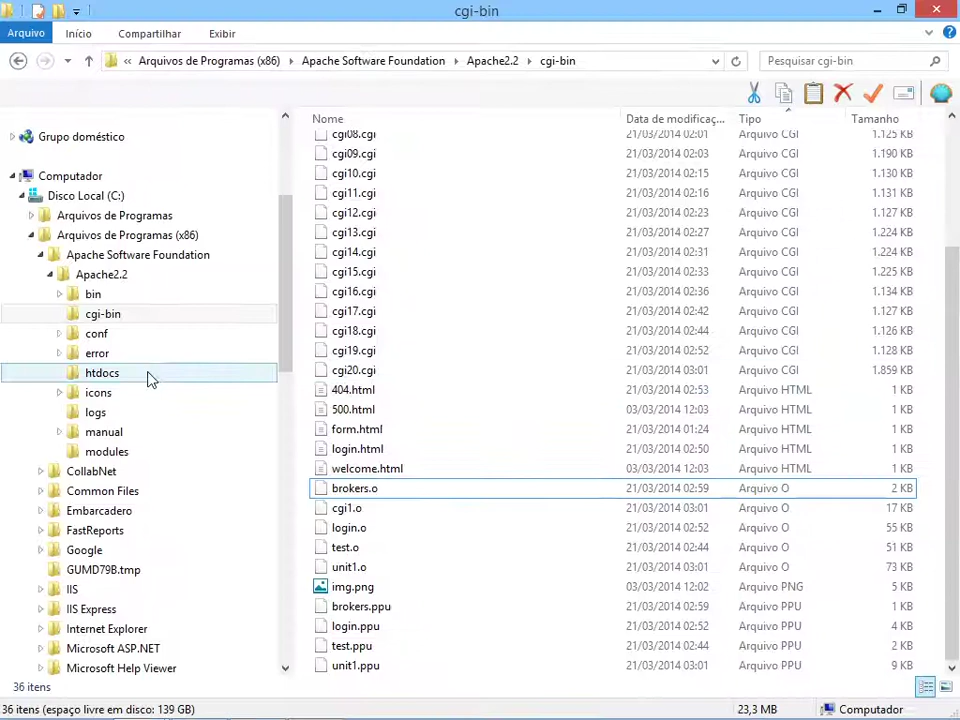 cgi-bin
Arquivo Início Compartilhar Exibir
« Arquivos de Programas (x86) Apache Software Foundation Apache2.2 cgi-bin Pesquisar cgi-bin
Nome Data de modificaç... Tipo Tamanho
cgi08.cgi 21/03/2014 02:01 Arquivo CGI 1.125 KB
cgi09.cgi 21/03/2014 02:03 Arquivo CGI 1.190 KB
cgi10.cgi 21/03/2014 02:15 Arquivo CGI 1.130 KB
cgi11.cgi 21/03/2014 02:16 Arquivo CGI 1.131 KB
cgi12.cgi 21/03/2014 02:23 Arquivo CGI 1.127 KB
cgi13.cgi 21/03/2014 02:27 Arquivo CGI 1.224 KB
cgi14.cgi 21/03/2014 02:31 Arquivo CGI 1.224 KB
cgi15.cgi 21/03/2014 02:33 Arquivo CGI 1.225 KB
cgi16.cgi 21/03/2014 02:36 Arquivo CGI 1.134 KB
cgi17.cgi 21/03/2014 02:42 Arquivo CGI 1.127 KB
cgi18.cgi 21/03/2014 02:44 Arquivo CGI 1.126 KB
cgi19.cgi 21/03/2014 02:52 Arquivo CGI 1.128 KB
cgi20.cgi 21/03/2014 03:01 Arquivo CGI 1.859 KB
404.html 21/03/2014 02:53 Arquivo HTML 1 KB
500.html 03/03/2014 12:03 Arquivo HTML 1 KB
form.html 21/03/2014 01:24 Arquivo HTML 1 KB
login.html 21/03/2014 02:50 Arquivo HTML 1 KB
welcome.html 03/03/2014 12:03 Arquivo HTML 1 KB
brokers.o 21/03/2014 02:59 Arquivo O 2 KB
cgi1.o 21/03/2014 03:01 Arquivo O 17 KB
login.o 21/03/2014 02:52 Arquivo O 55 KB
test.o 21/03/2014 02:44 Arquivo O 51 KB
unit1.o 21/03/2014 03:01 Arquivo O 73 KB
img.png 03/03/2014 12:02 Arquivo PNG 5 KB
brokers.ppu 21/03/2014 02:59 Arquivo PPU 1 KB
login.ppu 21/03/2014 02:52 Arquivo PPU 4 KB
test.ppu 21/03/2014 02:44 Arquivo PPU 2 KB
unit1.ppu 21/03/2014 03:01 Arquivo PPU 9 KB
Grupo doméstico
Computador
Disco Local (C:)
Arquivos de Programas
Arquivos de Programas (x86)
Apache Software Foundation
Apache2.2
bin
cgi-bin
conf
error
htdocs
icons
logs
manual
modules
CollabNet
Common Files
Embarcadero
FastReports
Google
GUMD79B.tmp
IIS
IIS Express
Internet Explorer
Microsoft ASP.NET
Microsoft Help Viewer
36 itens
36 itens (espaço livre em disco: 139 GB) 23,3 MB Computador